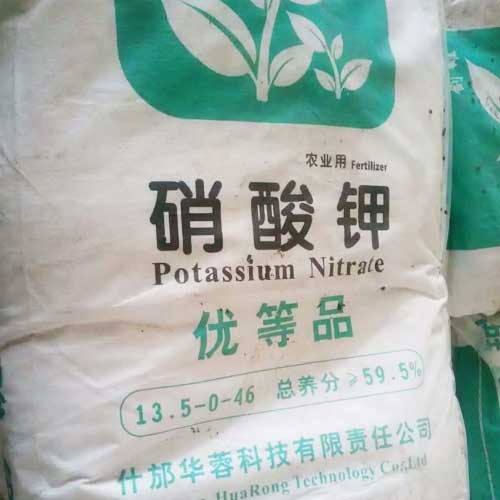 农业用 Fertilizer
硝酸钾
Potassium Nitrate
优等品
13.5-0-46 总养分≥59.5%
什邡华蓉科技有限责任公司
HuaRong Technology Co.,Ltd